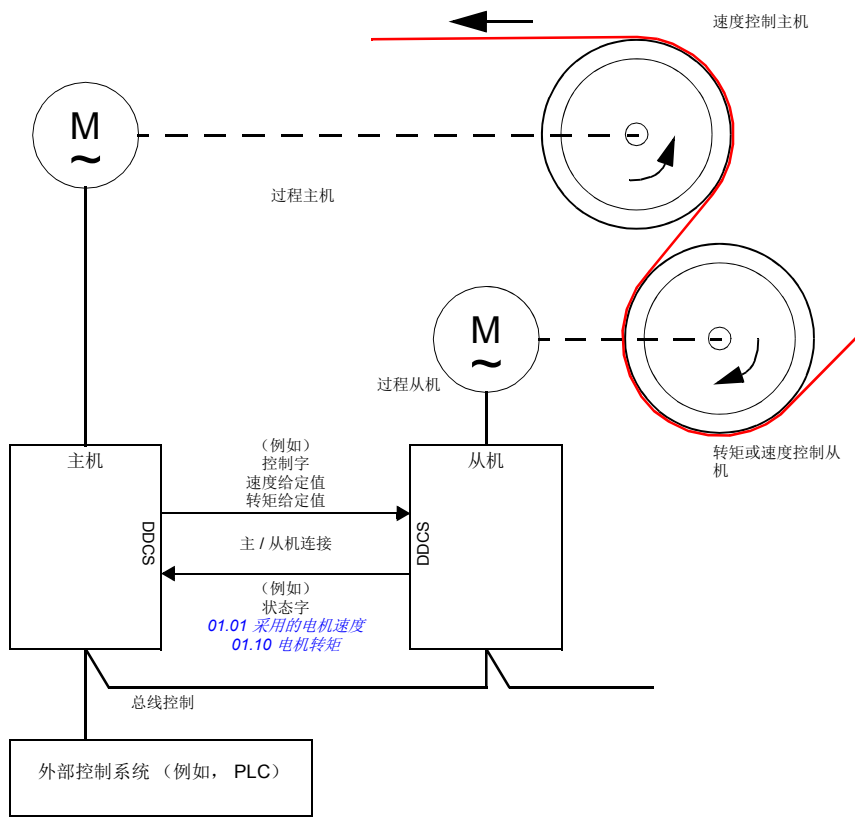 速度控制主机
M
~
过程主机
M
~
过程从机
转矩或速度控制从
机
主机
（例如）
控制字
速度给定值
转矩给定值
从机
DDCS
主 / 从机连接
DDCS
（例如）
状态字
01.01 采用的电机速度
01.10 电机转矩
总线控制
外部控制系统 （例如， PLC）